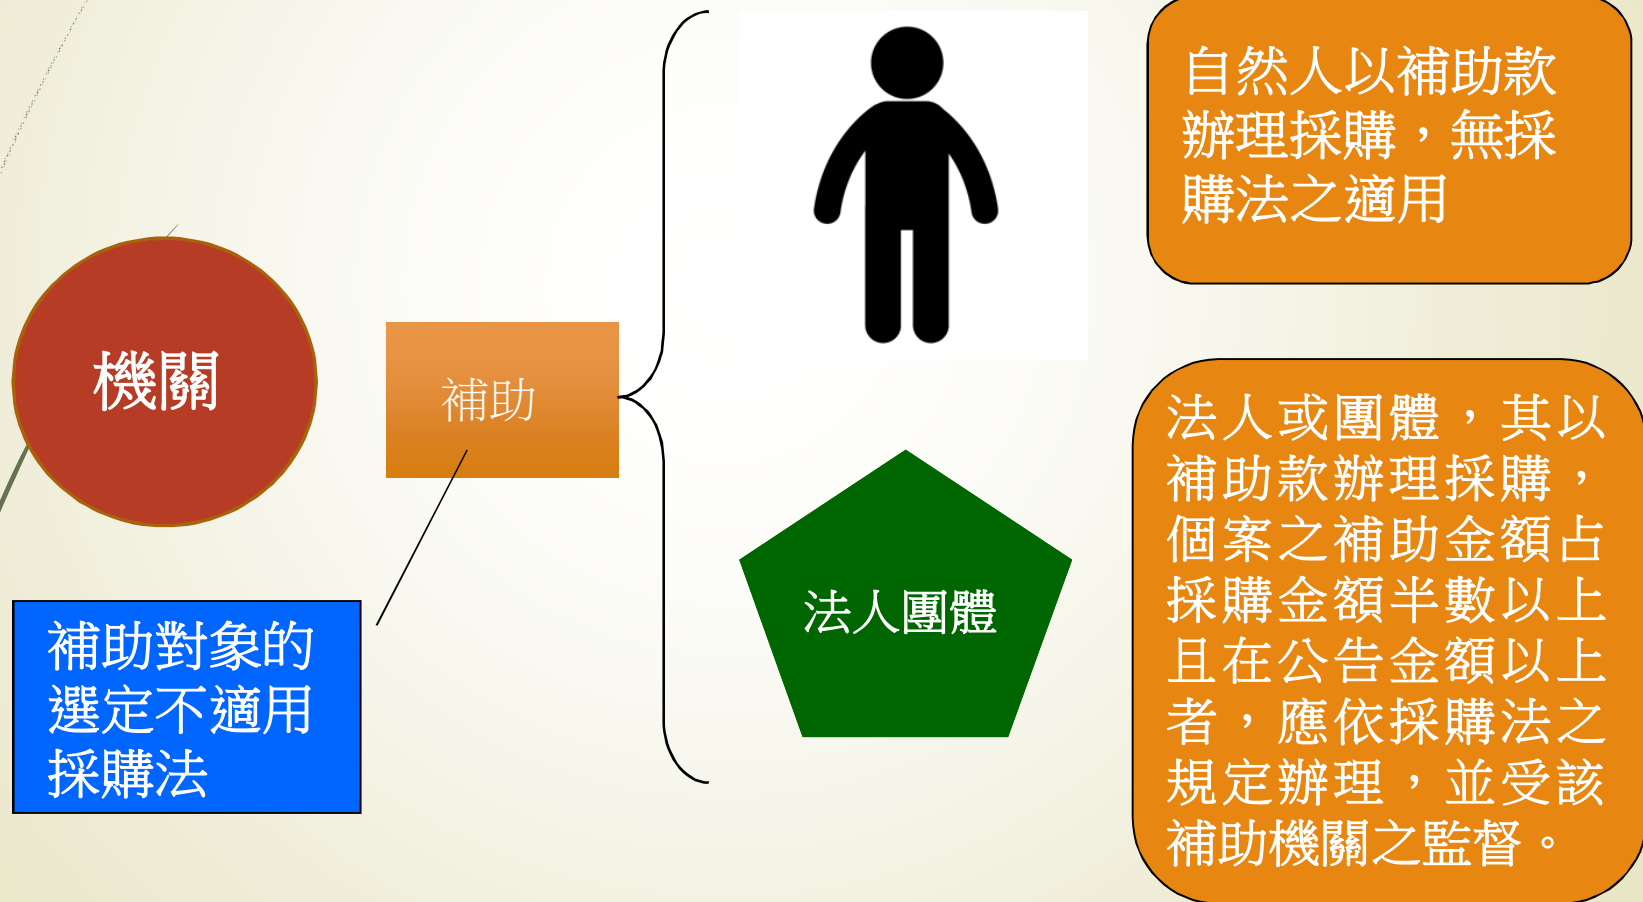 機關
補助對象的
選定不適用
採購法
補助
法人團體
自然人以補助款
辦理採購，無採
購法之適用
法人或團體，其以
補助款辦理採購，
個案之補助金額占
採購金額半數以上
且在公告金額以上
者，應依採購法之
規定辦理，並受該
補助機關之監督。